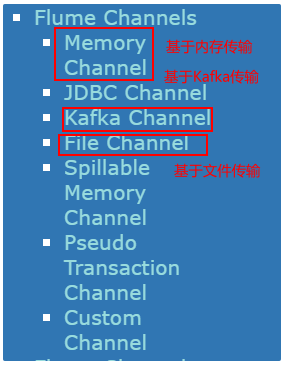 Flume Channels
Memory
Channel
基于内存传输
基于Kafka传输
JDBC Channel
Kafka Channel
File Channel
Spillable
Memory
Channel
基于文件传输
Pseudo
Transaction
Channel
Custom
Channel